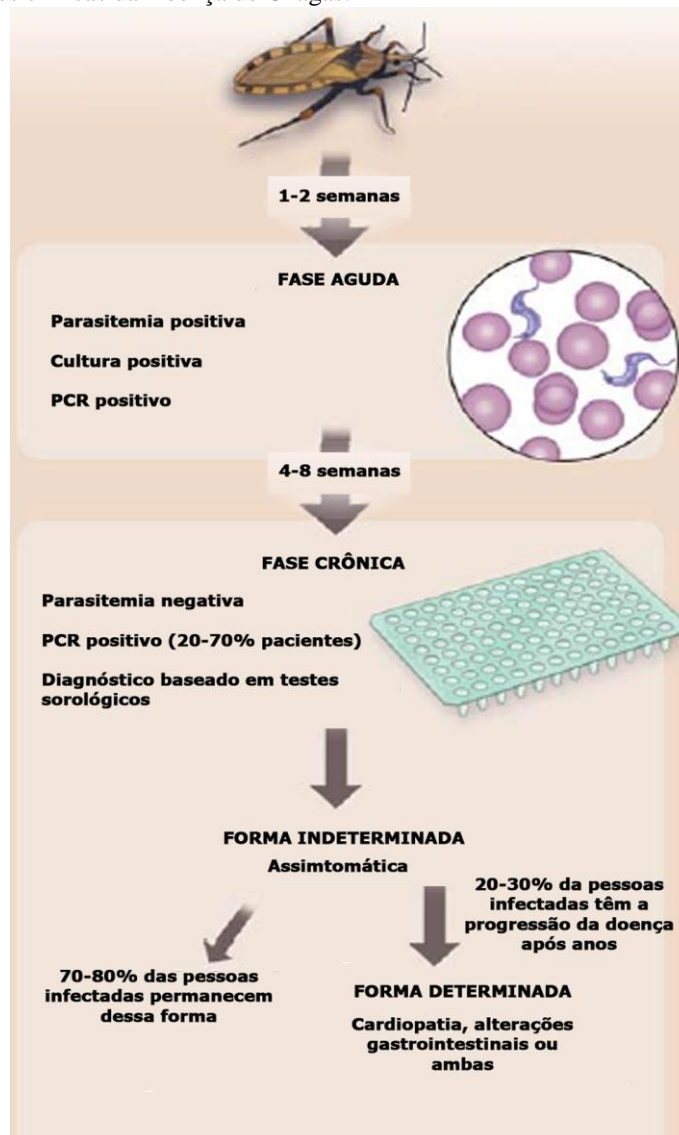 1-2 semanas
FASE AGUDA
Parasitemia positiva
Cultura positiva
PCR positivo
4-8 semanas
FASE CRÔNICA
Parasitemia negativa
PCR positivo (20-70% pacientes)
Diagnóstico baseado em testes
sorológicos
FORMA INDETERMINADA
Assimtomática
20-30% da pessoas
infectadas têm a
progressão da doença
após anos
70-80% das pessoas
infectadas permanecem
dessa forma
FORMA DETERMINADA
Cardiopatia, alterações
gastrointestinais ou
ambas